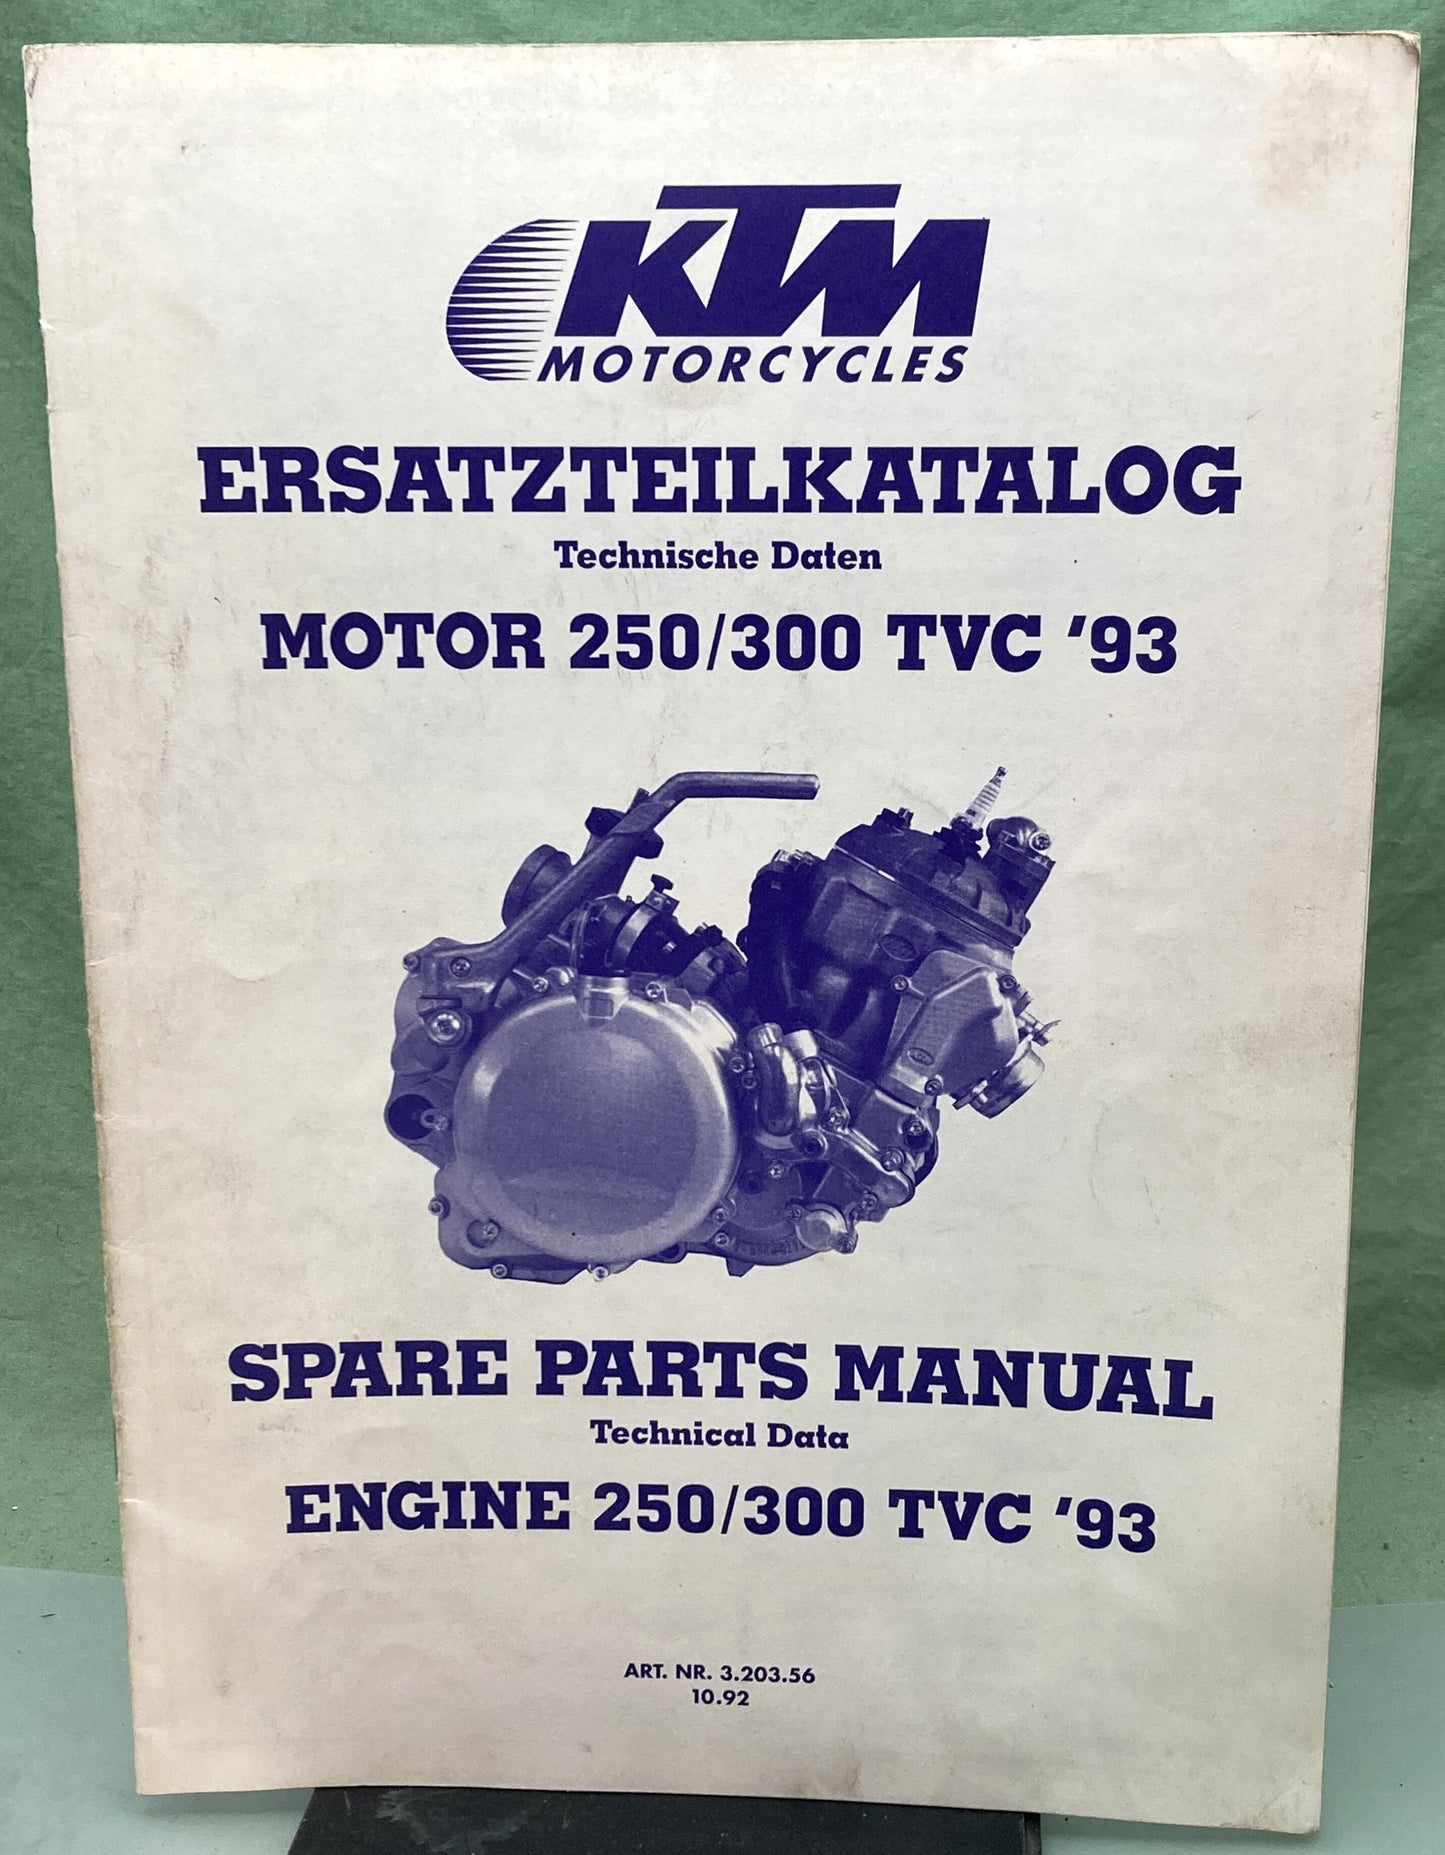 KTM
MOTORCYCLES
ERSATZTEILKATALOG
Technische Daten
MOTOR 250/300 TVC '93
SPARE PARTS MANUAL
Technical Data
ENGINE 250/300 TVC '93
ART. NR. 3.203.56
10.92